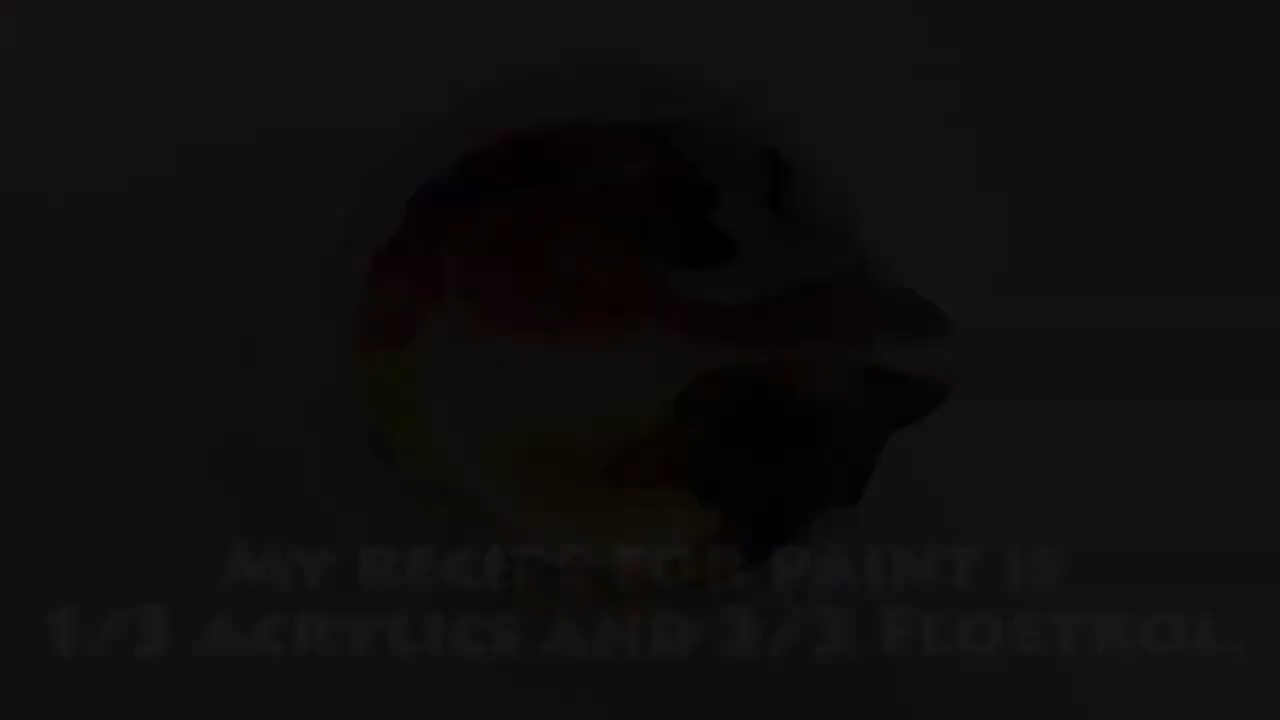 My recipe for paint is
1/3 acrylics and 2/3 Floetrol.